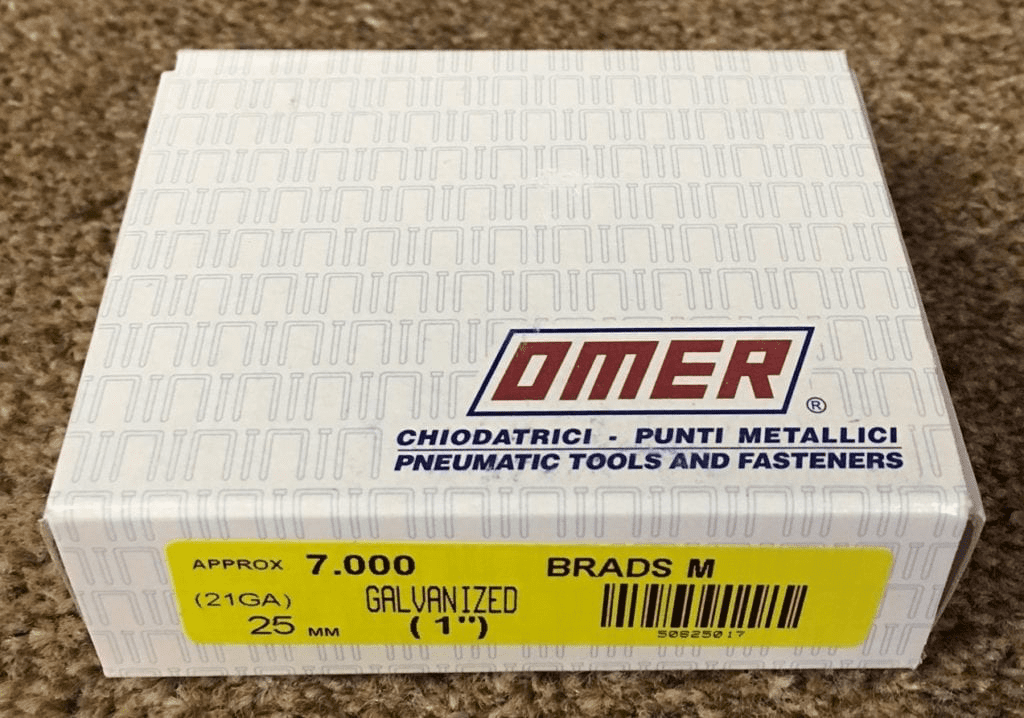 OMER
®
CHIODATRICI - PUNTI METALLICI
PNEUMATIC TOOLS AND FASTENERS
APPROX 7.000 BRADS M
(21GA) GALVANIZED
25 MM (1")
50825017